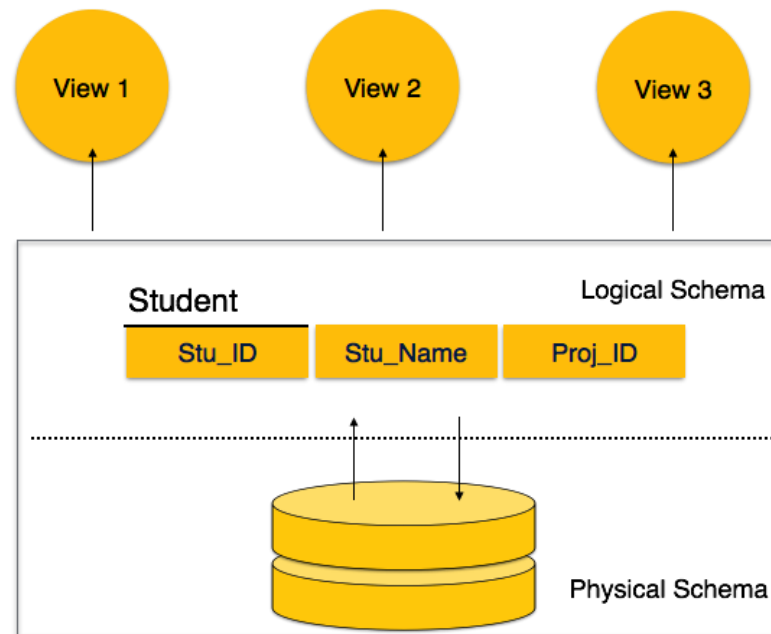 View 1
View 2
View 3
Logical Schema
Student
Stu_ID
Stu_Name
Proj_ID
Physical Schema